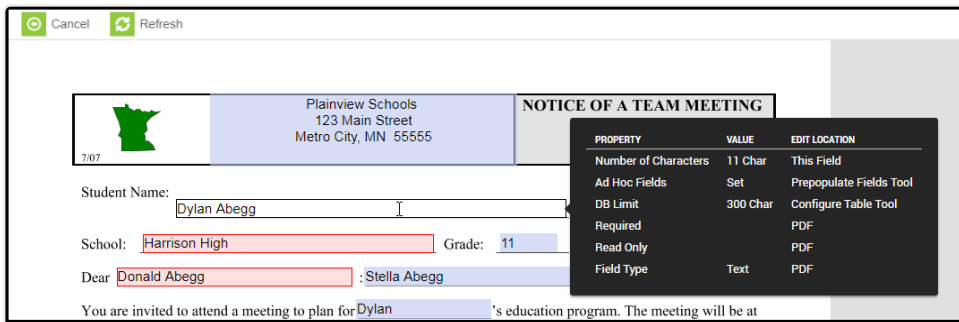 Cancel Refresh
Plainview Schools
123 Main Street
Metro City, MN 55555
NOTICE OF A TEAM MEETING
7/07
PROPERTY VALUE EDIT LOCATION
Number of Characters 11 Char This Field
Ad Hoc Fields Set Prepopulate Fields Tool
DB Limit 300 Char Configure Table Tool
Required PDF
Read Only PDF
Field Type Text PDF
Student Name:
Dylan Abegg
School: Harrison High Grade: 11
Dear Donald Abegg : Stella Abegg
You are invited to attend a meeting to plan for Dylan 's education program. The meeting will be at